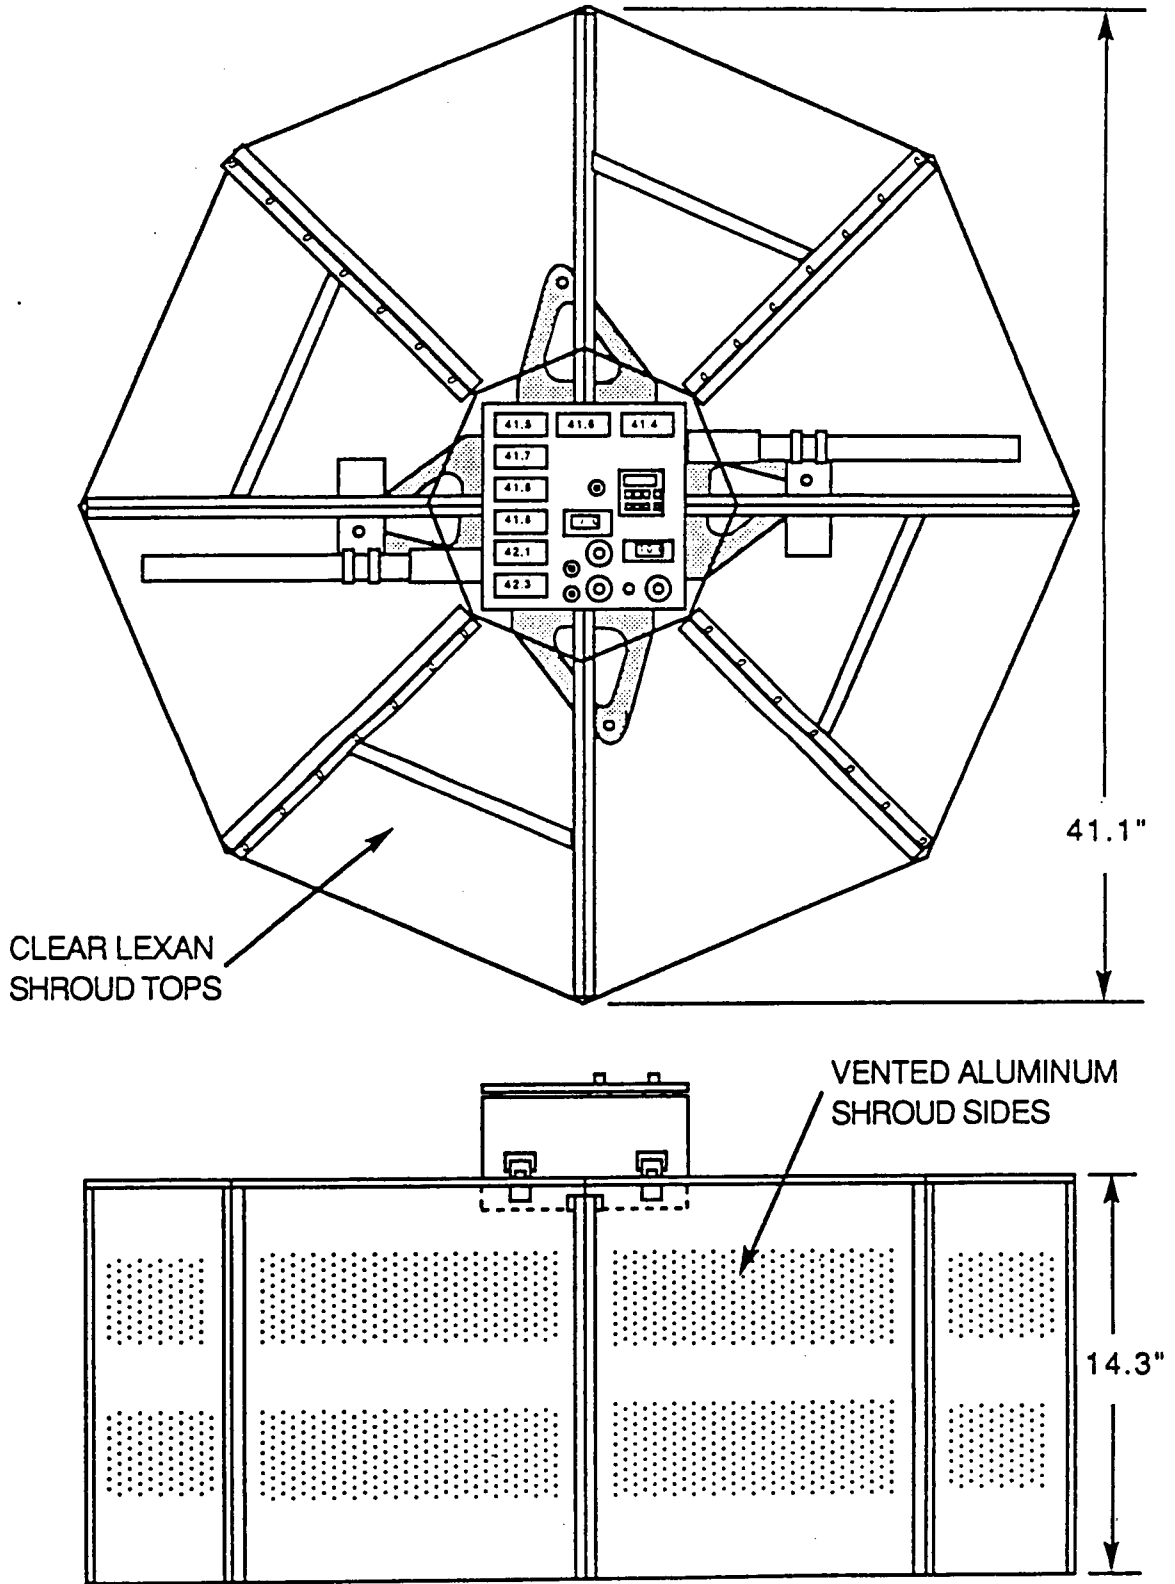 41.5 41.6 41.4
41.7
41.1"
CLEAR LEXAN
SHROUD TOPS
42.1
42.3
VENTED ALUMINUM
SHROUD SIDES
14.3"